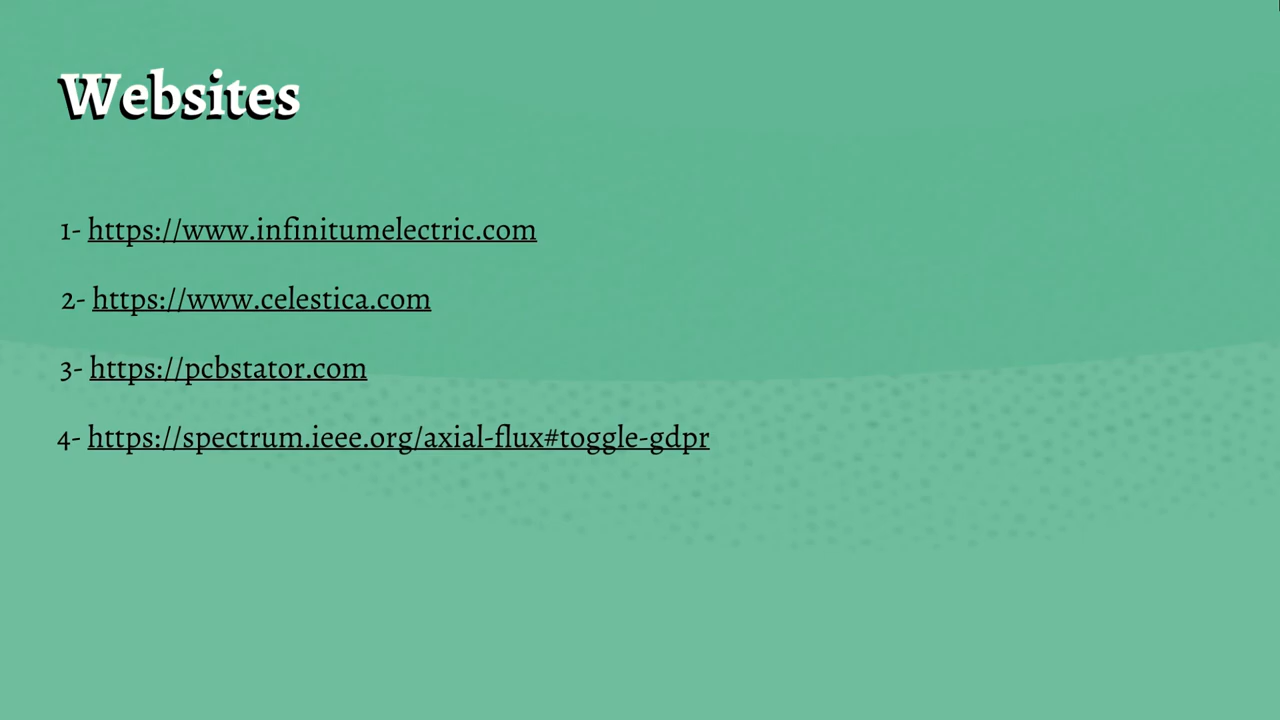 Websites
1- https://www.infinitumelectric.com
2- https://www.celestica.com
3- https://pcbstator.com
4- https://spectrum.ieee.org/axial-flux#toggle-gdpr